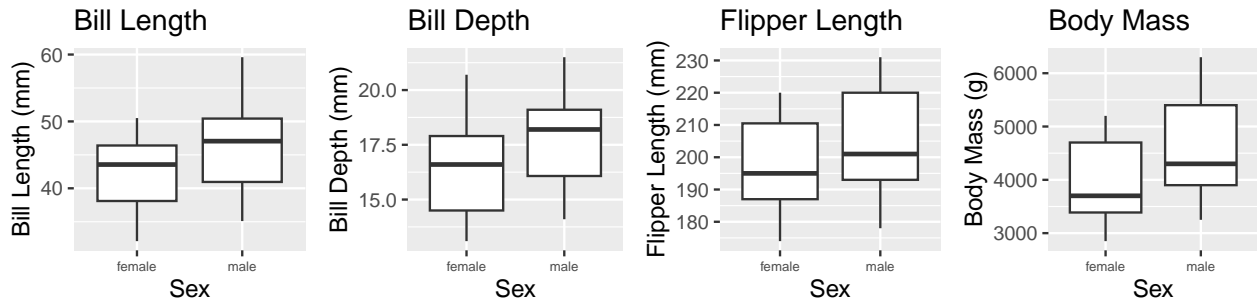 Bill Length
Bill Length (mm)
60
50
40
female
male
Sex
Bill Depth
Bill Depth (mm)
20.0
17.5
15.0
female
male
Sex
Flipper Length
Flipper Length (mm)
230
220
210
200
190
180
female
male
Sex
Body Mass
Body Mass (g)
6000
5000
4000
3000
female
male
Sex